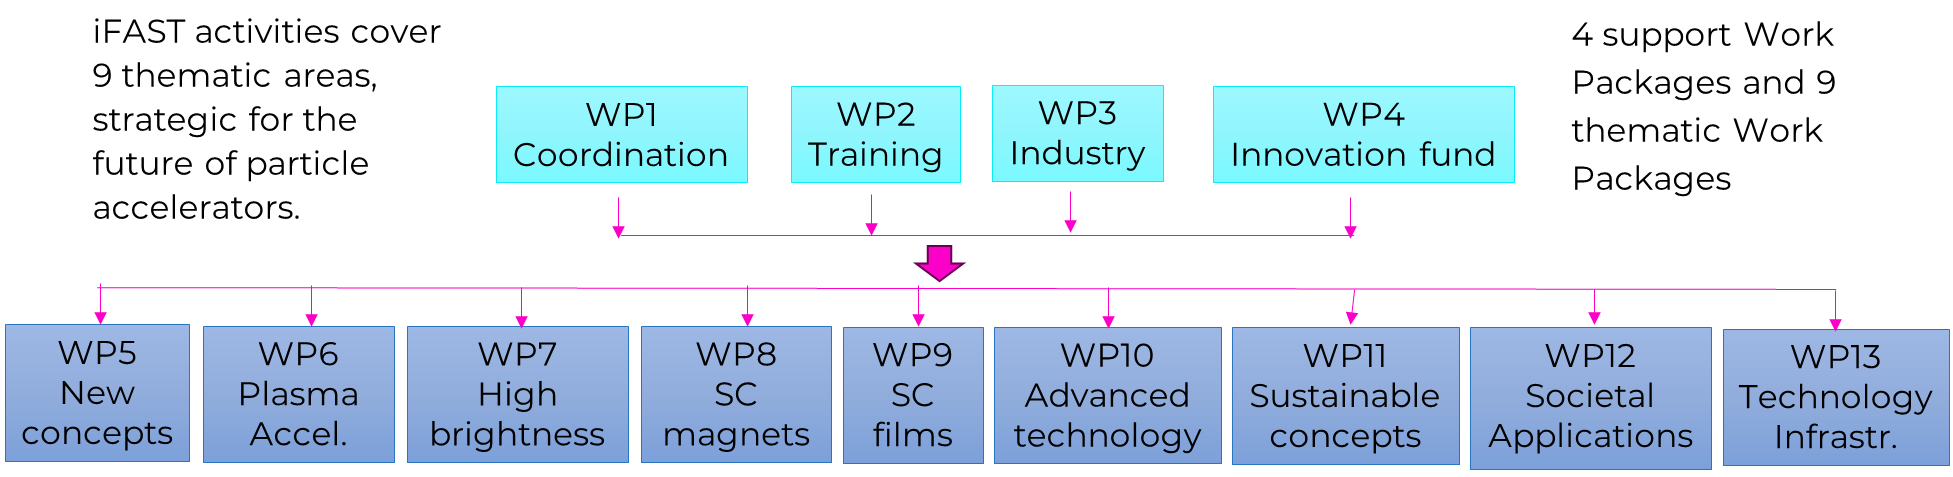 iFAST activities cover
9 thematic areas,
strategic for the
future of particle
accelerators.
4 support Work
Packages and 9
thematic Work
Packages
WP1
Coordination
WP2
Training
WP3
Industry
WP4
Innovation fund
WP5
New
concepts
WP6
Plasma
Accel.
WP7
High
brightness
WP8
SC
magnets
WP9
SC
films
WP10
Advanced
technology
WP11
Sustainable
concepts
WP12
Societal
Applications
WP13
Technology
Infrastr.